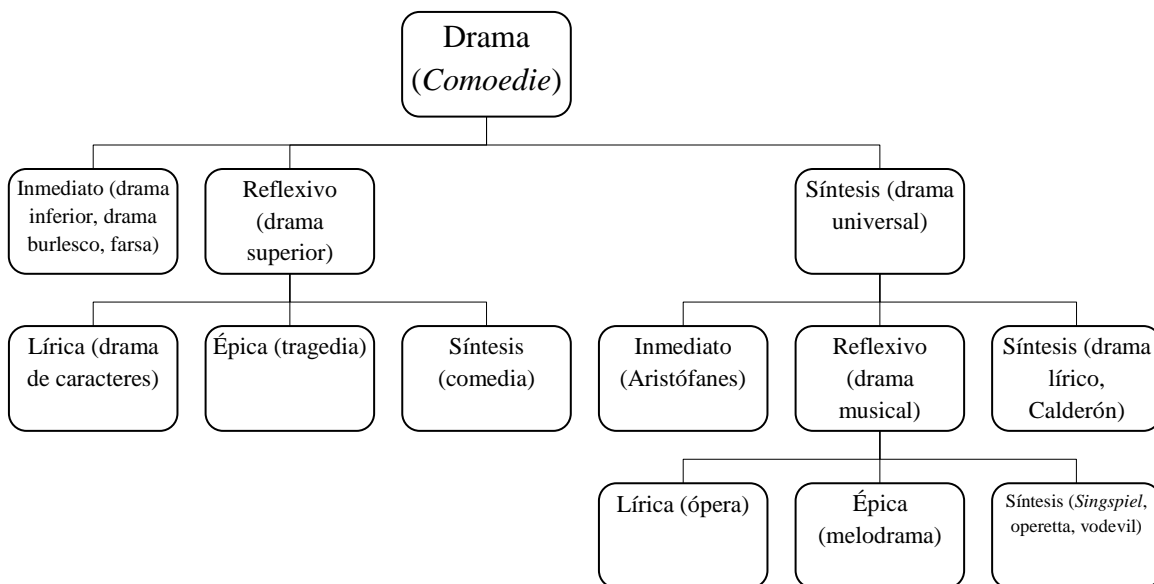 Drama
(Comoedie)
Inmediato (drama
inferior, drama
burlesco, farsa)
Reflexivo
(drama
superior)
Síntesis (drama
universal)
Lírica (drama
de caracteres)
Épica (tragedia)
Síntesis
(comedia)
Inmediato
(Aristófanes)
Reflexivo
(drama
musical)
Síntesis (drama
lírico,
Calderón)
Lírica (ópera)
Épica
(melodrama)
Síntesis (Singspiel,
operetta, vodevil)